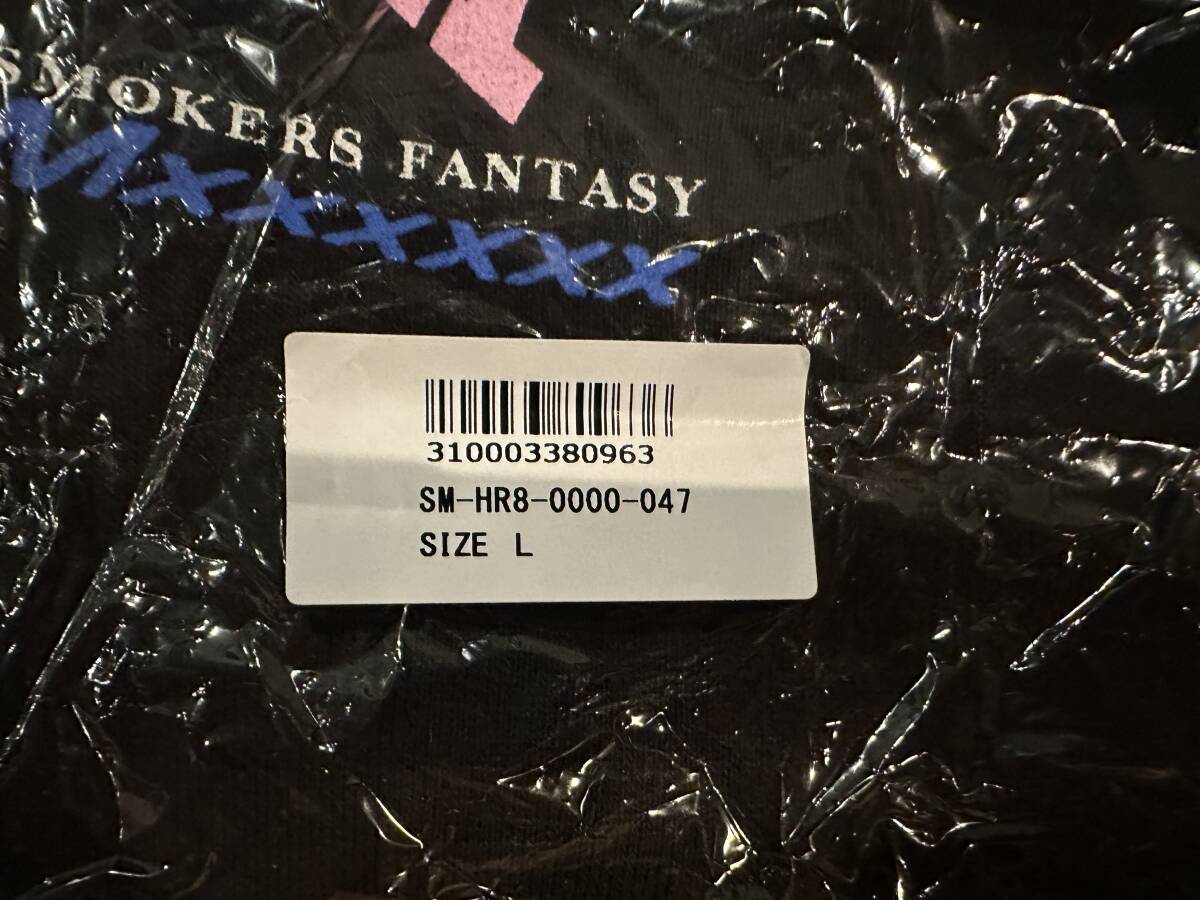 SMOKERS FANTASY
Mxxxxxx
310003380963
SM-HR8-0000-047
SIZE L